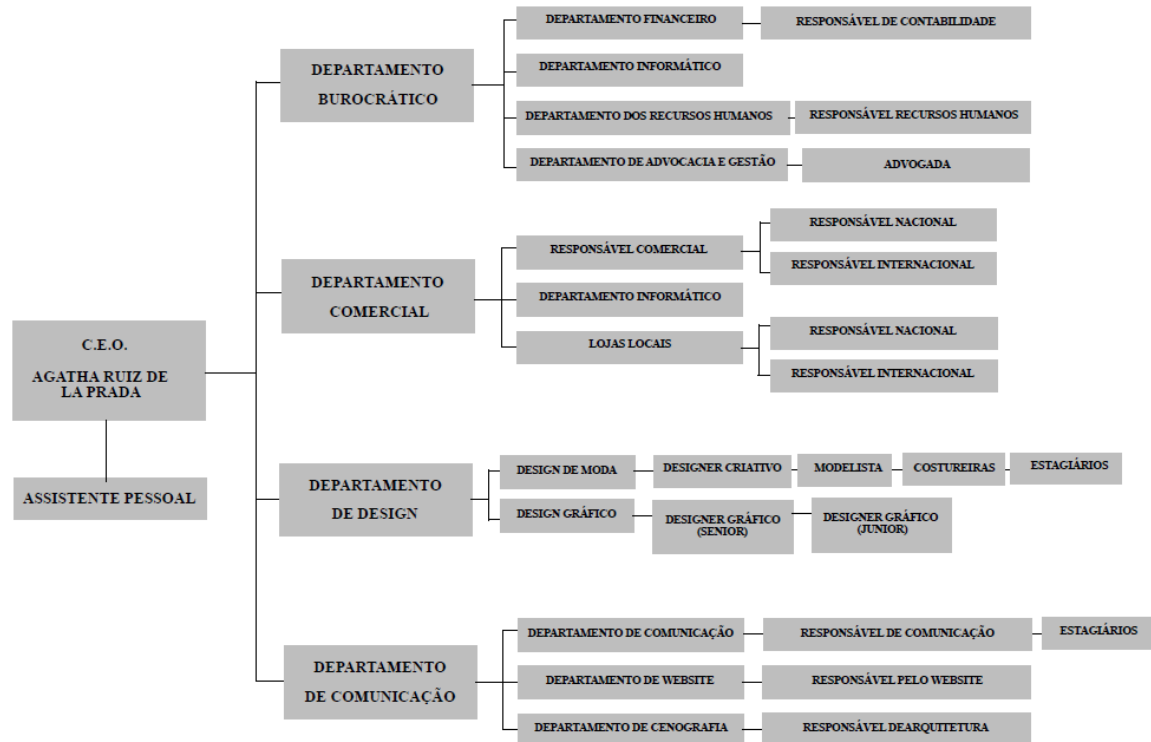 C.E.O.
AGATHA RUIZ DE
LA PRADA
ASSISTENTE PESSOAL
DEPARTAMENTO
BUROCRÁTICO
DEPARTAMENTO FINANCEIRO
RESPONSÁVEL DE CONTABILIDADE
DEPARTAMENTO INFORMÁTICO
DEPARTAMENTO DOS RECURSOS HUMANOS
RESPONSÁVEL RECURSOS HUMANOS
DEPARTAMENTO DE ADVOCACIA E GESTÃO
ADVOGADA
DEPARTAMENTO
COMERCIAL
RESPONSÁVEL COMERCIAL
RESPONSÁVEL NACIONAL
RESPONSÁVEL INTERNACIONAL
DEPARTAMENTO INFORMÁTICO
LOJAS LOCAIS
RESPONSÁVEL NACIONAL
RESPONSÁVEL INTERNACIONAL
DEPARTAMENTO
DE DESIGN
DESIGN DE MODA
DESIGNER CRIATIVO
MODELISTA
COSTUREIRAS
ESTAGIÁRIOS
DESIGN GRÁFICO
DESIGNER GRÁFICO
(SENIOR)
DESIGNER GRÁFICO
(JUNIOR)
DEPARTAMENTO
DE COMUNICAÇÃO
DEPARTAMENTO DE COMUNICAÇÃO
RESPONSÁVEL DE COMUNICAÇÃO
ESTAGIÁRIOS
DEPARTAMENTO DE WEBSITE
RESPONSÁVEL PELO WEBSITE
DEPARTAMENTO DE CENOGRAFIA
RESPONSÁVEL DEARQUITETURA